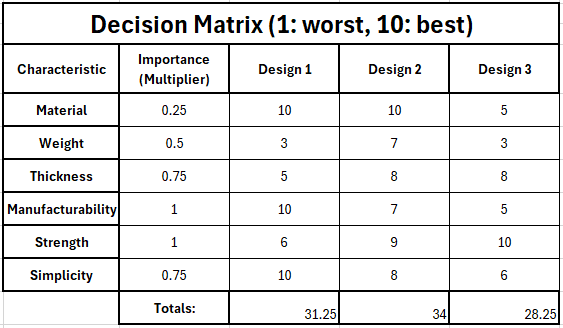 Decision Matrix (1: worst, 10: best)
Characteristic Importance (Multiplier) Design 1 Design 2 Design 3
Material 0.25 10 10 5
Weight 0.5 3 7 3
Thickness 0.75 5 8 8
Manufacturability 1 10 7 5
Strength 1 6 9 10
Simplicity 0.75 10 8 6
Totals: 31.25 34 28.25